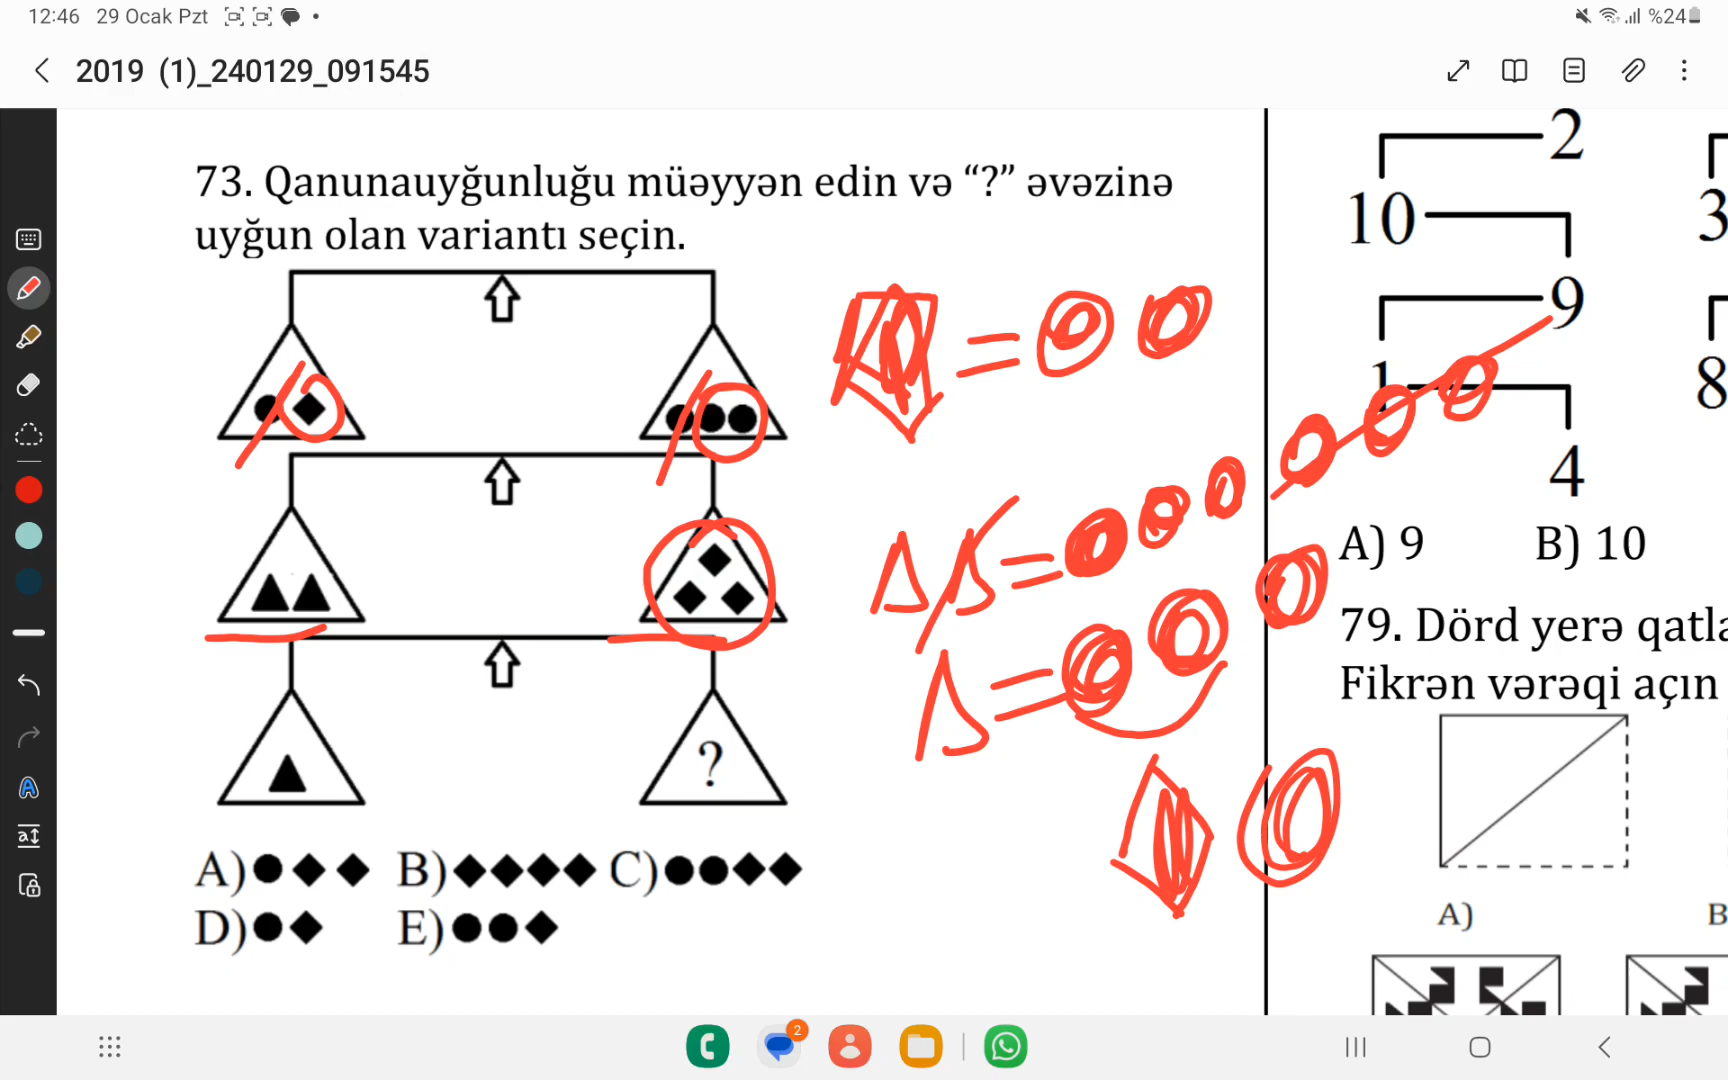 12:46 29 Ocak Pzt • %24
2019 (1)_240129_091545
73. Qanunauyğunluğu müəyyən edin və “?” əvəzinə
uyğun olan variantı seçin.
?
A) B) C)
D) E)
2
10
9
1
4
3
8
A) 9 B) 10
79. Dörd yerə qatla
Fikrən vərəqi açın
A) B
2